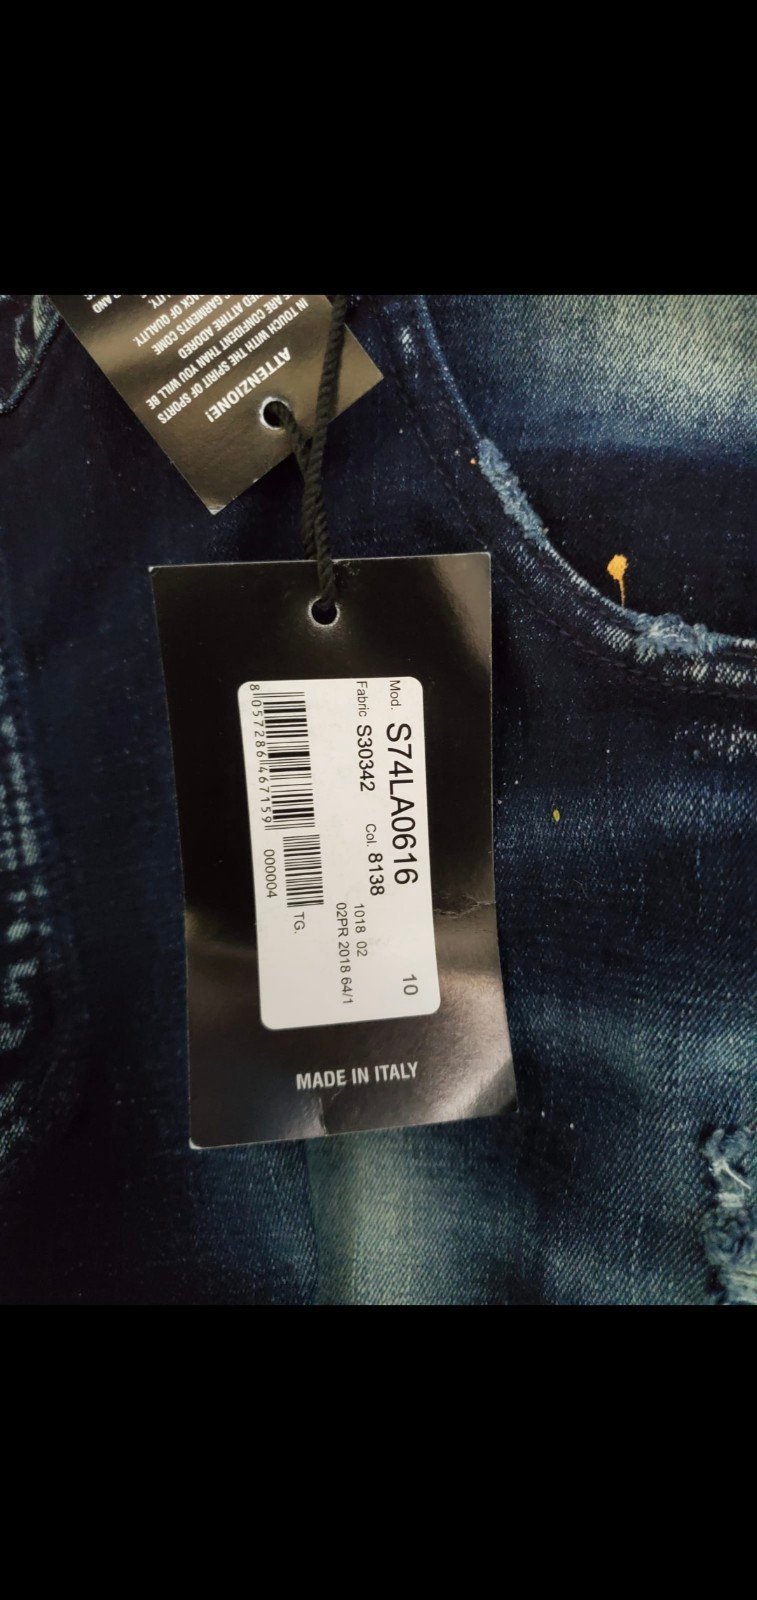 ATTENZIONE!
IN TOUCH WITH THE SPIRIT OF SPORTS
ARE CONFIDENT THAN YOU WILL BE
ATTIRE ADORED
GARMENTS COME
OF QUALITY.
AND
Mod. S74LA0616 10
Fabric S30342 Col. 8138
1018 02
02PR 2018 64/1
TG.
8 057286 467159
000004
MADE IN ITALY